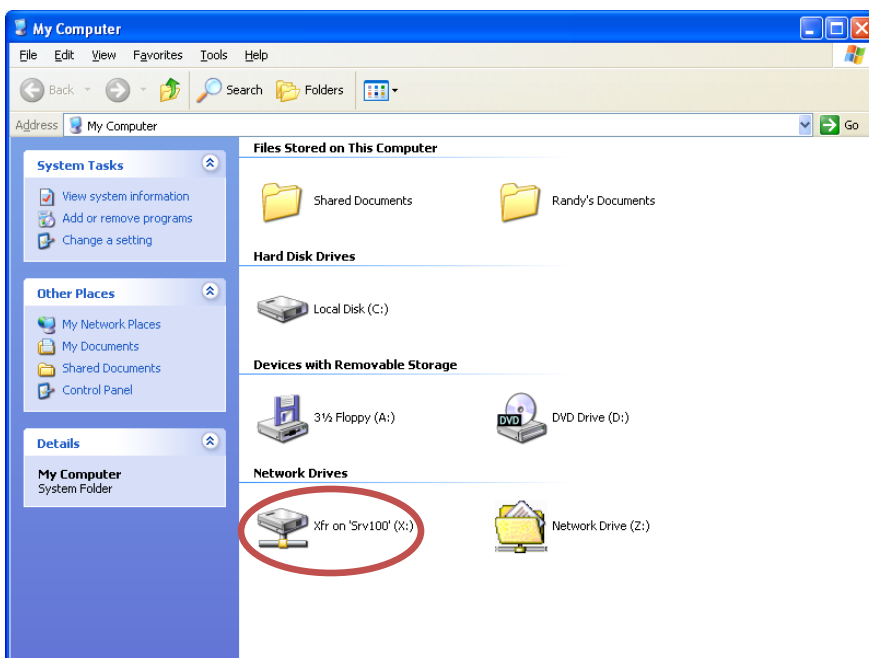 My Computer
File Edit View Favorites Tools Help
Back Search Folders
Address My Computer Go
System Tasks
View system information
Add or remove programs
Change a setting
Other Places
My Network Places
My Documents
Shared Documents
Control Panel
Details
My Computer
System Folder
Files Stored on This Computer
Shared Documents Randy's Documents
Hard Disk Drives
Local Disk (C:)
Devices with Removable Storage
3½ Floppy (A:) DVD DVD Drive (D:)
Network Drives
Xfr on 'Srv100' (X:) Network Drive (Z:)